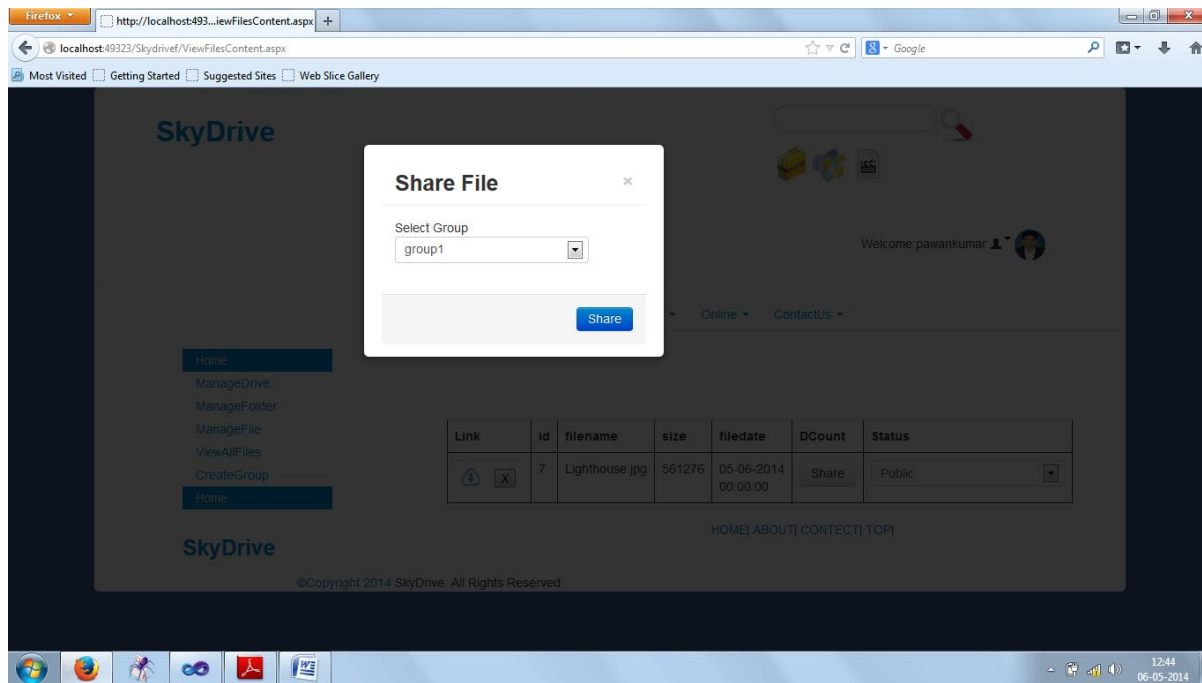 Firefox
http://localhost:493...iewFilesContent.aspx
localhost:49323/Skydrivef/ViewFilesContent.aspx
Google
Most Visited Getting Started Suggested Sites Web Slice Gallery
SkyDrive
Share File
×
Select Group
group1
Share
Welcome pawankumar
Online ContactUs
Home
ManageDrive
ManageFolder
ManageFile
ViewAllFiles
CreateGroup
Home
Link id filename size filedate DCount Status
X 7 Lighthouse.jpg 561276 05-06-2014 00:00:00 Share Public
HOME| ABOUT| CONTECT| TOP|
SkyDrive
©Copyright 2014 SkyDrive. All Rights Reserved.
12:44
06-05-2014